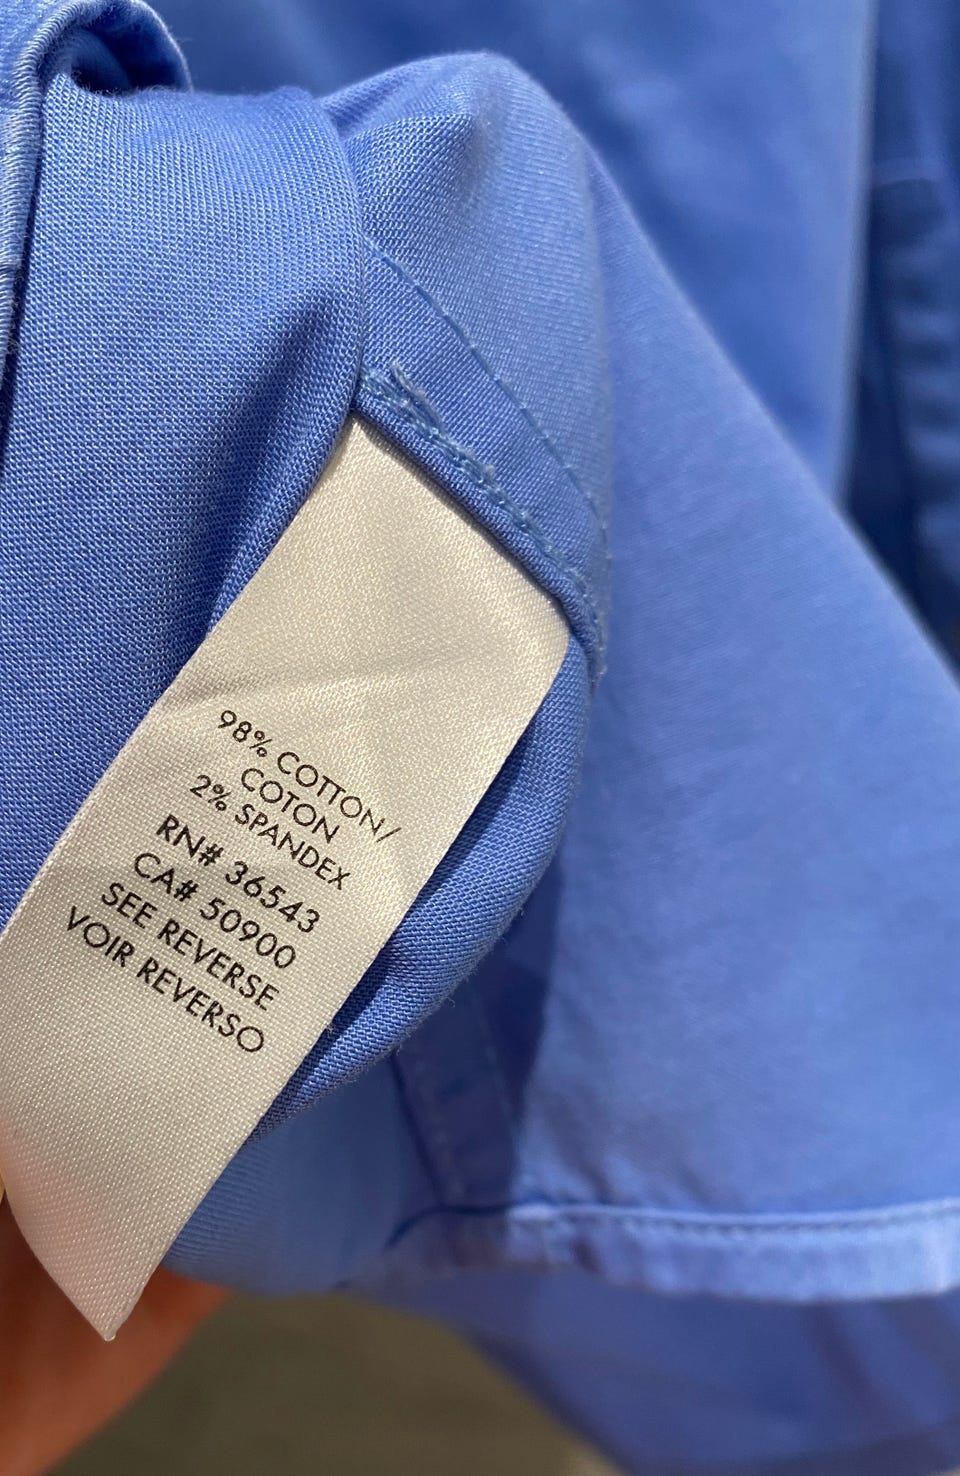 98% COTTON/
COTON
2% SPANDEX
RN# 36543
CA# 50900
SEE REVERSE
VOIR REVERSO